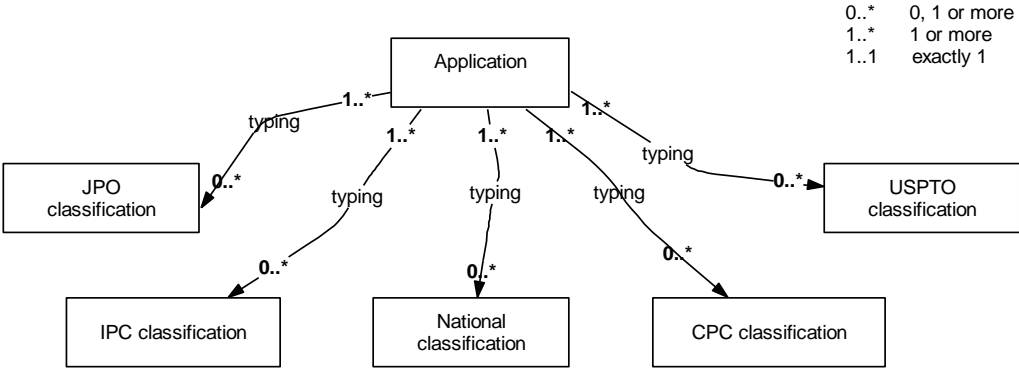 0..* 0, 1 or more
1..* 1 or more
1..1 exactly 1
Application
1..*
1..*
1..*
1..*
1..*
typing
typing
typing
typing
typing
0..*
0..*
0..*
0..*
0..*
JPO
classification
USPTO
classification
IPC classification
National
classification
CPC classification